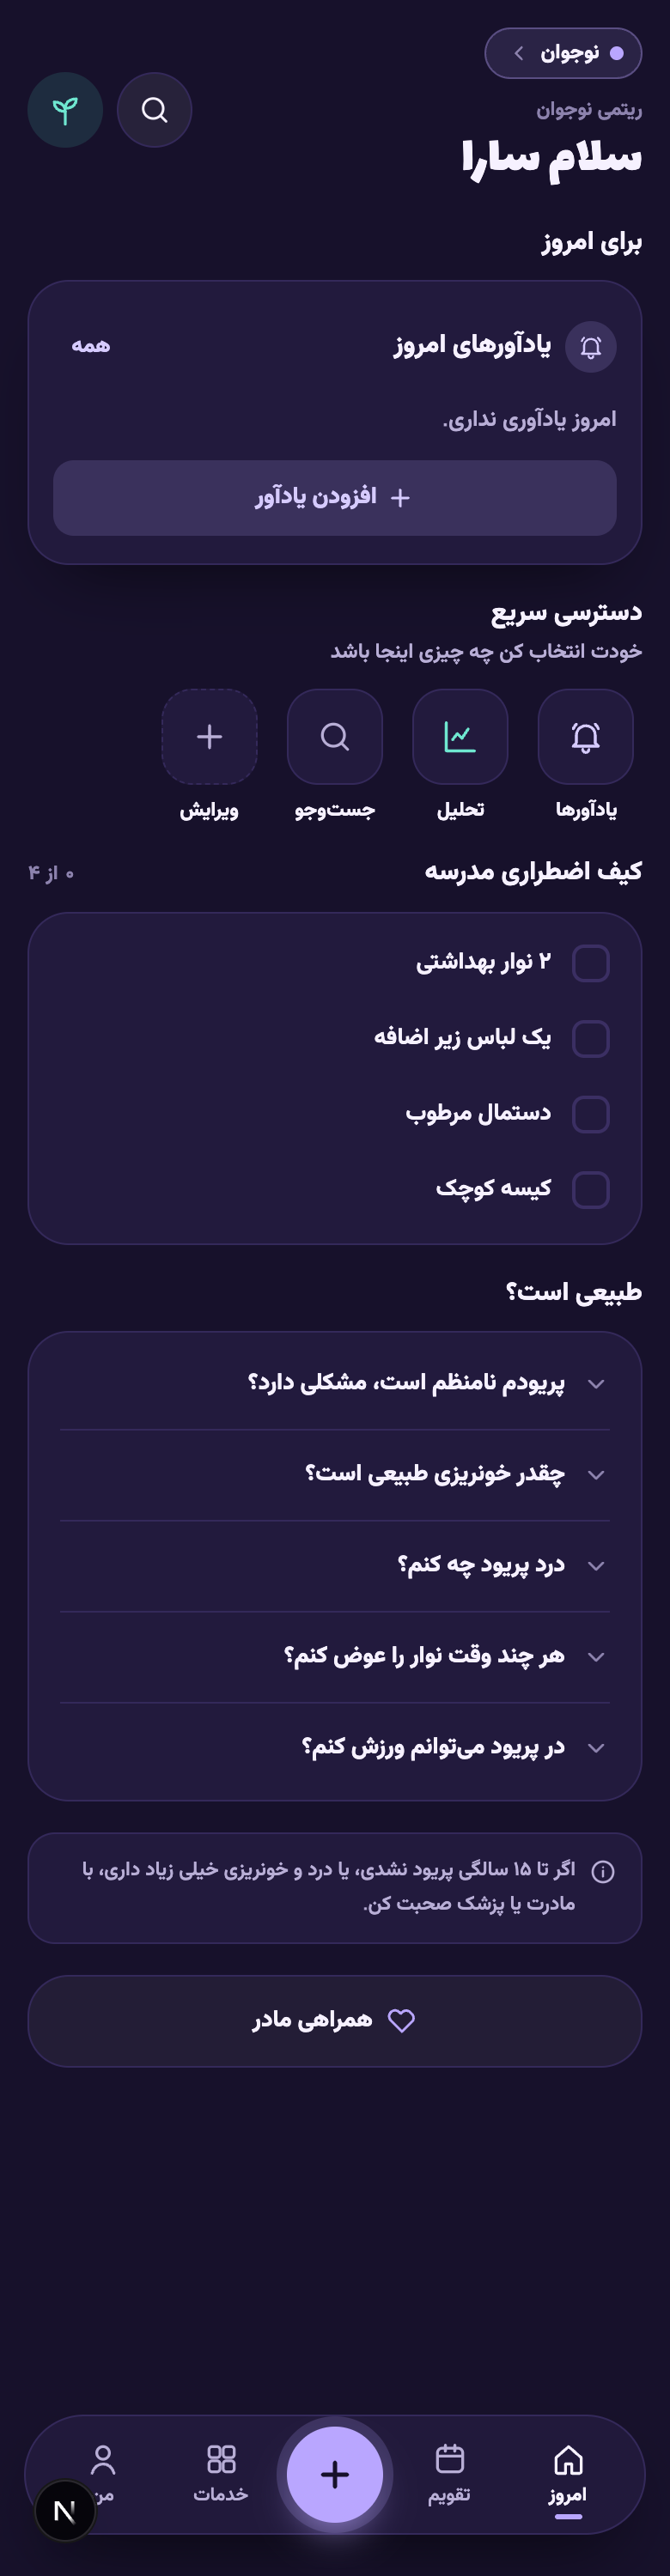 نوجوان
ریتمی نوجوان
سلام سارا
برای امروز
یادآورهای امروز
همه
امروز یادآوری نداری.
افزودن یادآور
دسترسی سریع
خودت انتخاب کن چه چیزی اینجا باشد
یادآورها
تحلیل
جست‌وجو
ویرایش
کیف اضطراری مدرسه
۰ از ۴
۲ نوار بهداشتی
یک لباس زیر اضافه
دستمال مرطوب
کیسه کوچک
طبیعی است؟
پریودم نامنظم است، مشکلی دارد؟
چقدر خونریزی طبیعی است؟
درد پریود چه کنم؟
هر چند وقت نوار را عوض کنم؟
در پریود می‌توانم ورزش کنم؟
اگر تا ۱۵ سالگی پریود نشدی، یا درد و خونریزی خیلی زیاد داری، با
مادرت یا پزشک صحبت کن.
همراهی مادر
امروز
تقویم
خدمات
من
N